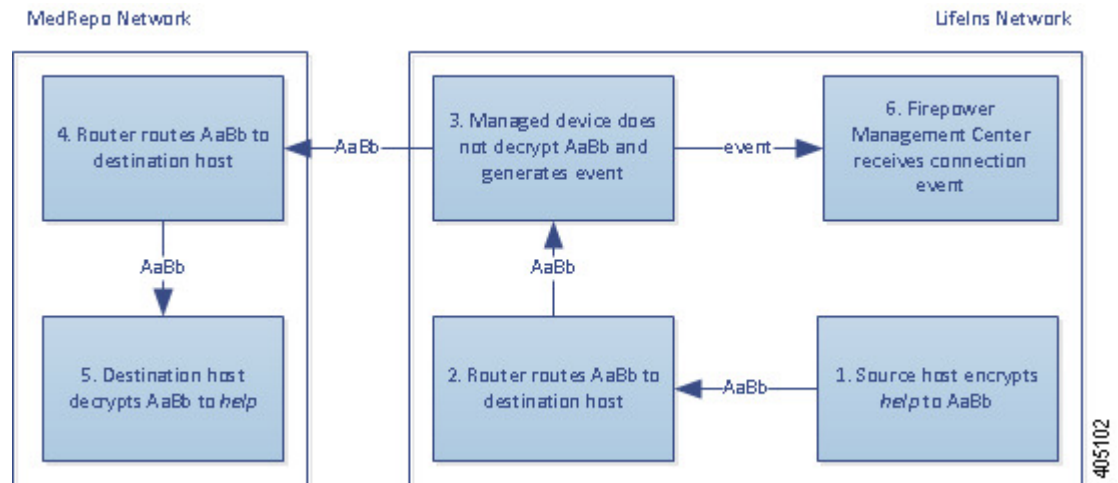 MedRepo Network
LifeIns Network
4. Router routes AaBb to
destination host
AaBb
3. Managed device does
not decrypt AaBb and
generates event
event
6. Firepower
Management Center
receives connection
event
AaBb
AaBb
5. Destination host
decrypts AaBb to help
2. Router routes AaBb to
destination host
AaBb
1. Source host encrypts
help to AaBb
405102